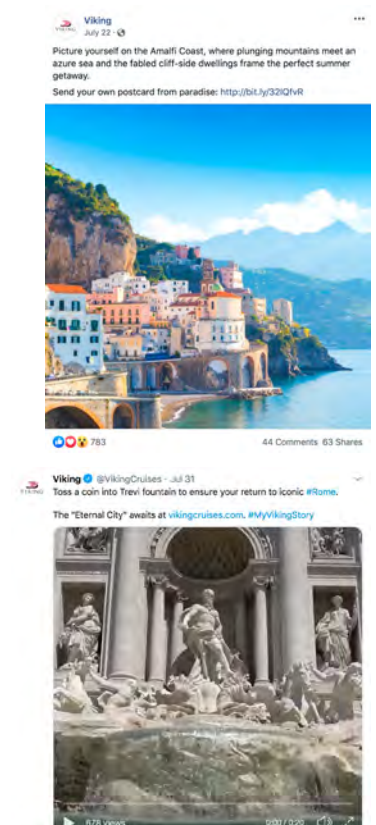 Viking
July 22 ·
Picture yourself on the Amalfi Coast, where plunging mountains meet an
azure sea and the fabled cliff-side dwellings frame the perfect summer
getaway.
Send your own postcard from paradise: http://bit.ly/32IQfvR
783
44 Comments 63 Shares
Viking @VikingCruises · Jul 31
Toss a coin into Trevi fountain to ensure your return to iconic #Rome.
The "Eternal City" awaits at vikingcruises.com. #MyVikingStory
678 views
0:00 / 0:20